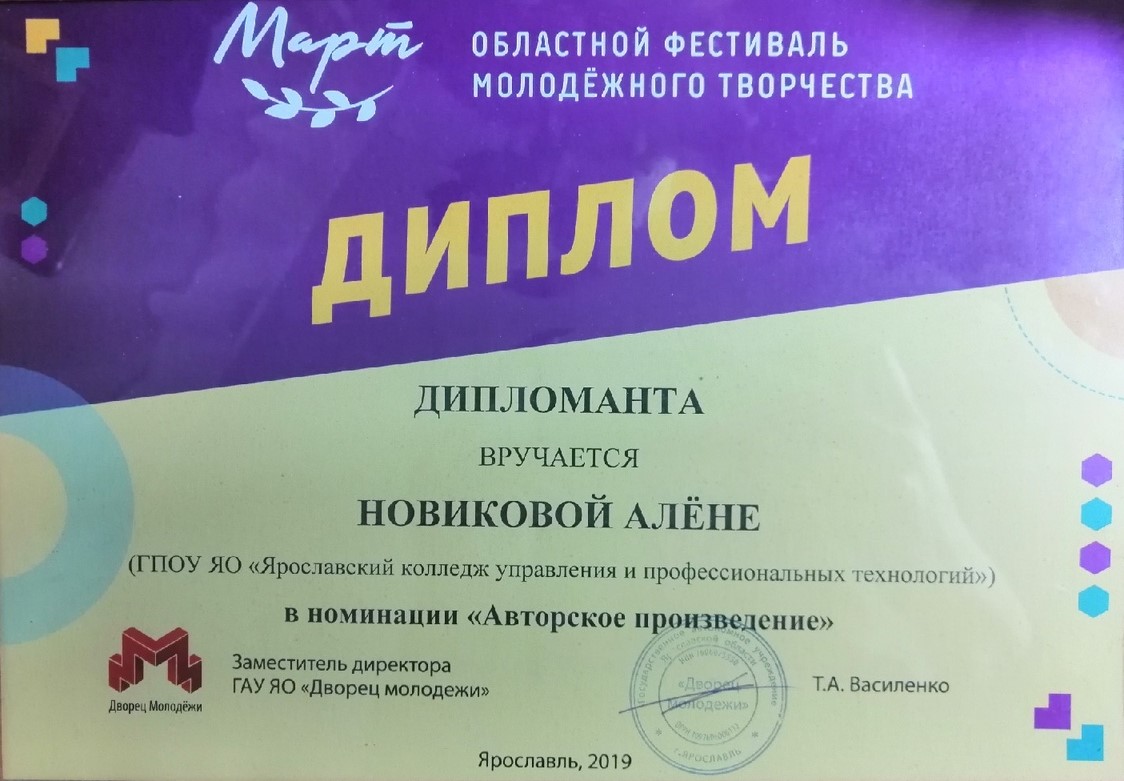 Март
ОБЛАСТНОЙ ФЕСТИВАЛЬ
МОЛОДЁЖНОГО ТВОРЧЕСТВА
ДИПЛОМ
ДИПЛОМАНТА
ВРУЧАЕТСЯ
НОВИКОВОЙ АЛЁНЕ
(ГПОУ ЯО «Ярославский колледж управления и профессиональных технологий»)
в номинации «Авторское произведение»
Дворец Молодёжи
Заместитель директора
ГАУ ЯО «Дворец молодежи»
«Дворец
молодежи»
г.ЯРОСЛАВЛЬ
Т.А. Василенко
Ярославль, 2019